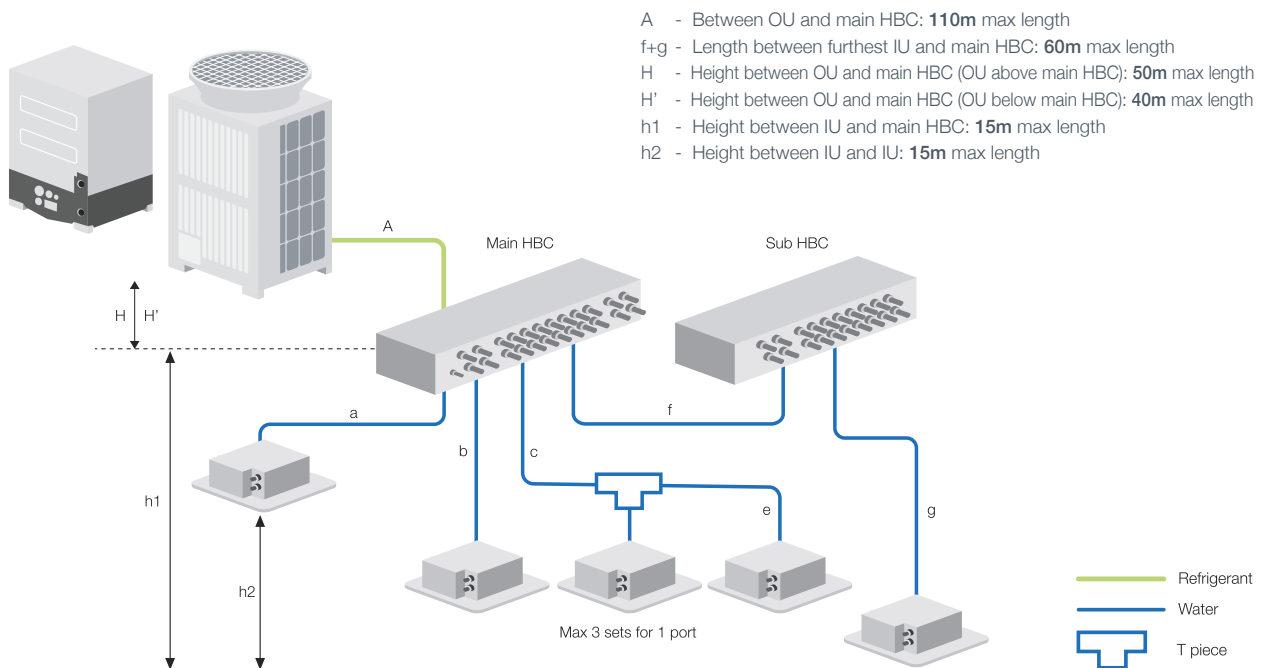 A - Between OU and main HBC: 110m max length
f+g - Length between furthest IU and main HBC: 60m max length
H - Height between OU and main HBC (OU above main HBC): 50m max length
H' - Height between OU and main HBC (OU below main HBC): 40m max length
h1 - Height between IU and main HBC: 15m max length
h2 - Height between IU and IU: 15m max length
A
Main HBC
Sub HBC
H H'
a
f
b
c
h1
e
g
h2
Refrigerant
Water
Max 3 sets for 1 port
T piece